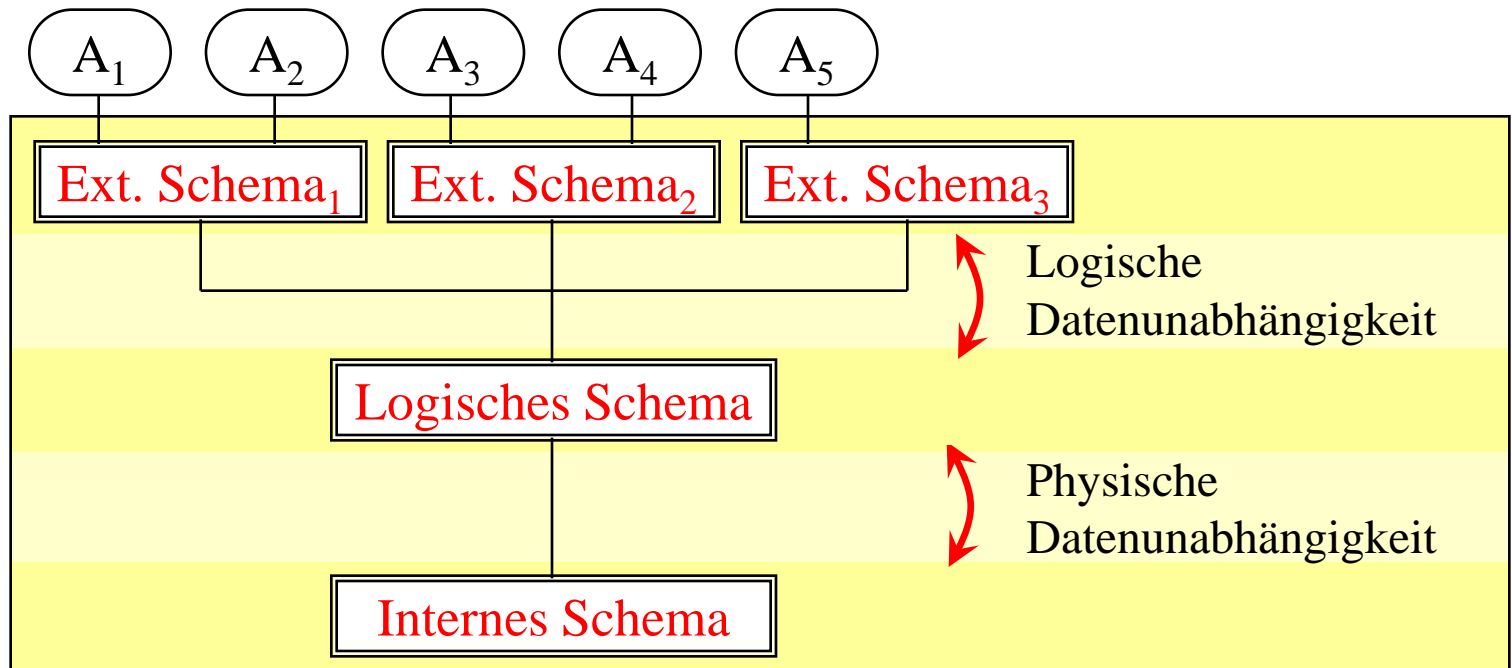 A₁ A₂ A₃ A₄ A₅
Ext. Schema₁ Ext. Schema₂ Ext. Schema₃
Logische
Datenunabhängigkeit
Logisches Schema
Physische
Datenunabhängigkeit
Internes Schema